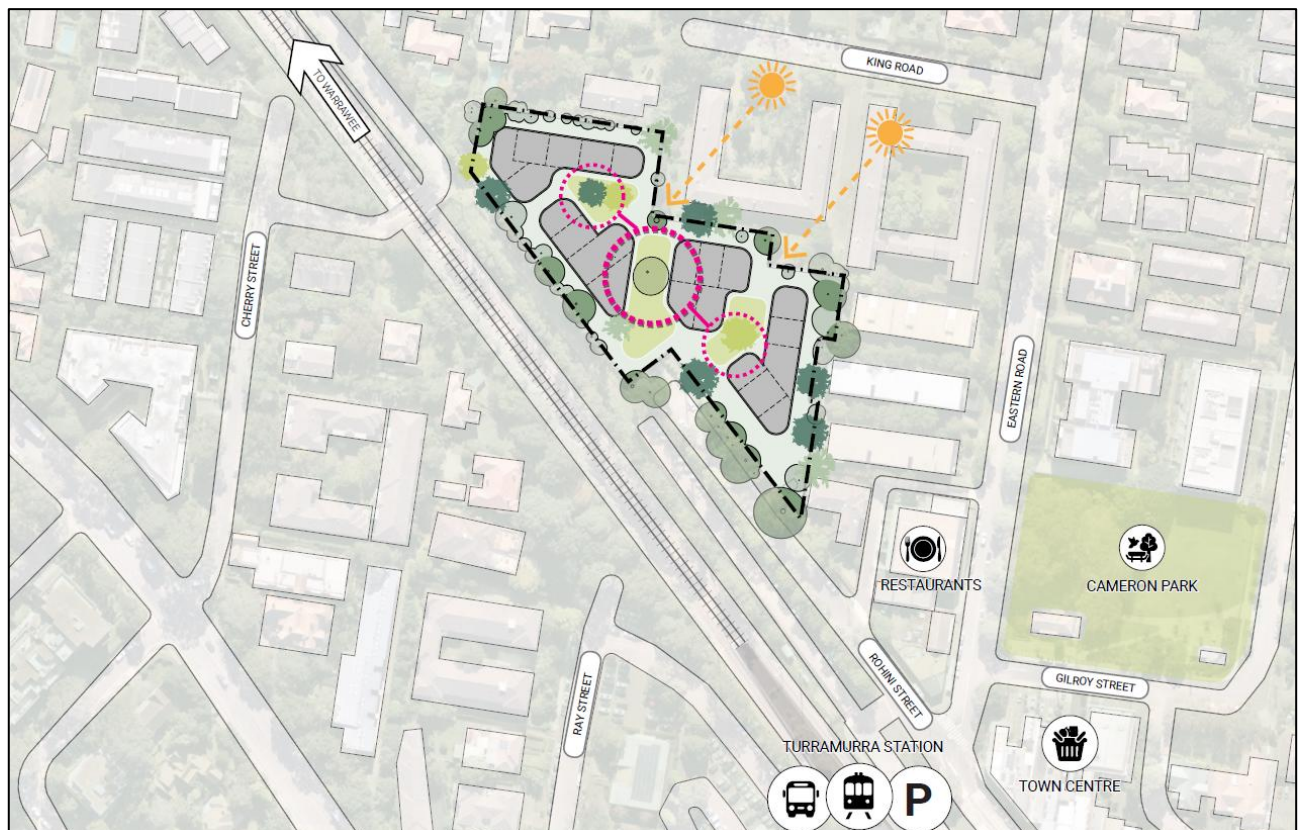 KING ROAD
TO WARRAWEE
CHERRY STREET
EASTERN ROAD
RESTAURANTS
CAMERON PARK
ROHINI STREET
GILROY STREET
RAY STREET
TURRAMURRA STATION
P
TOWN CENTRE